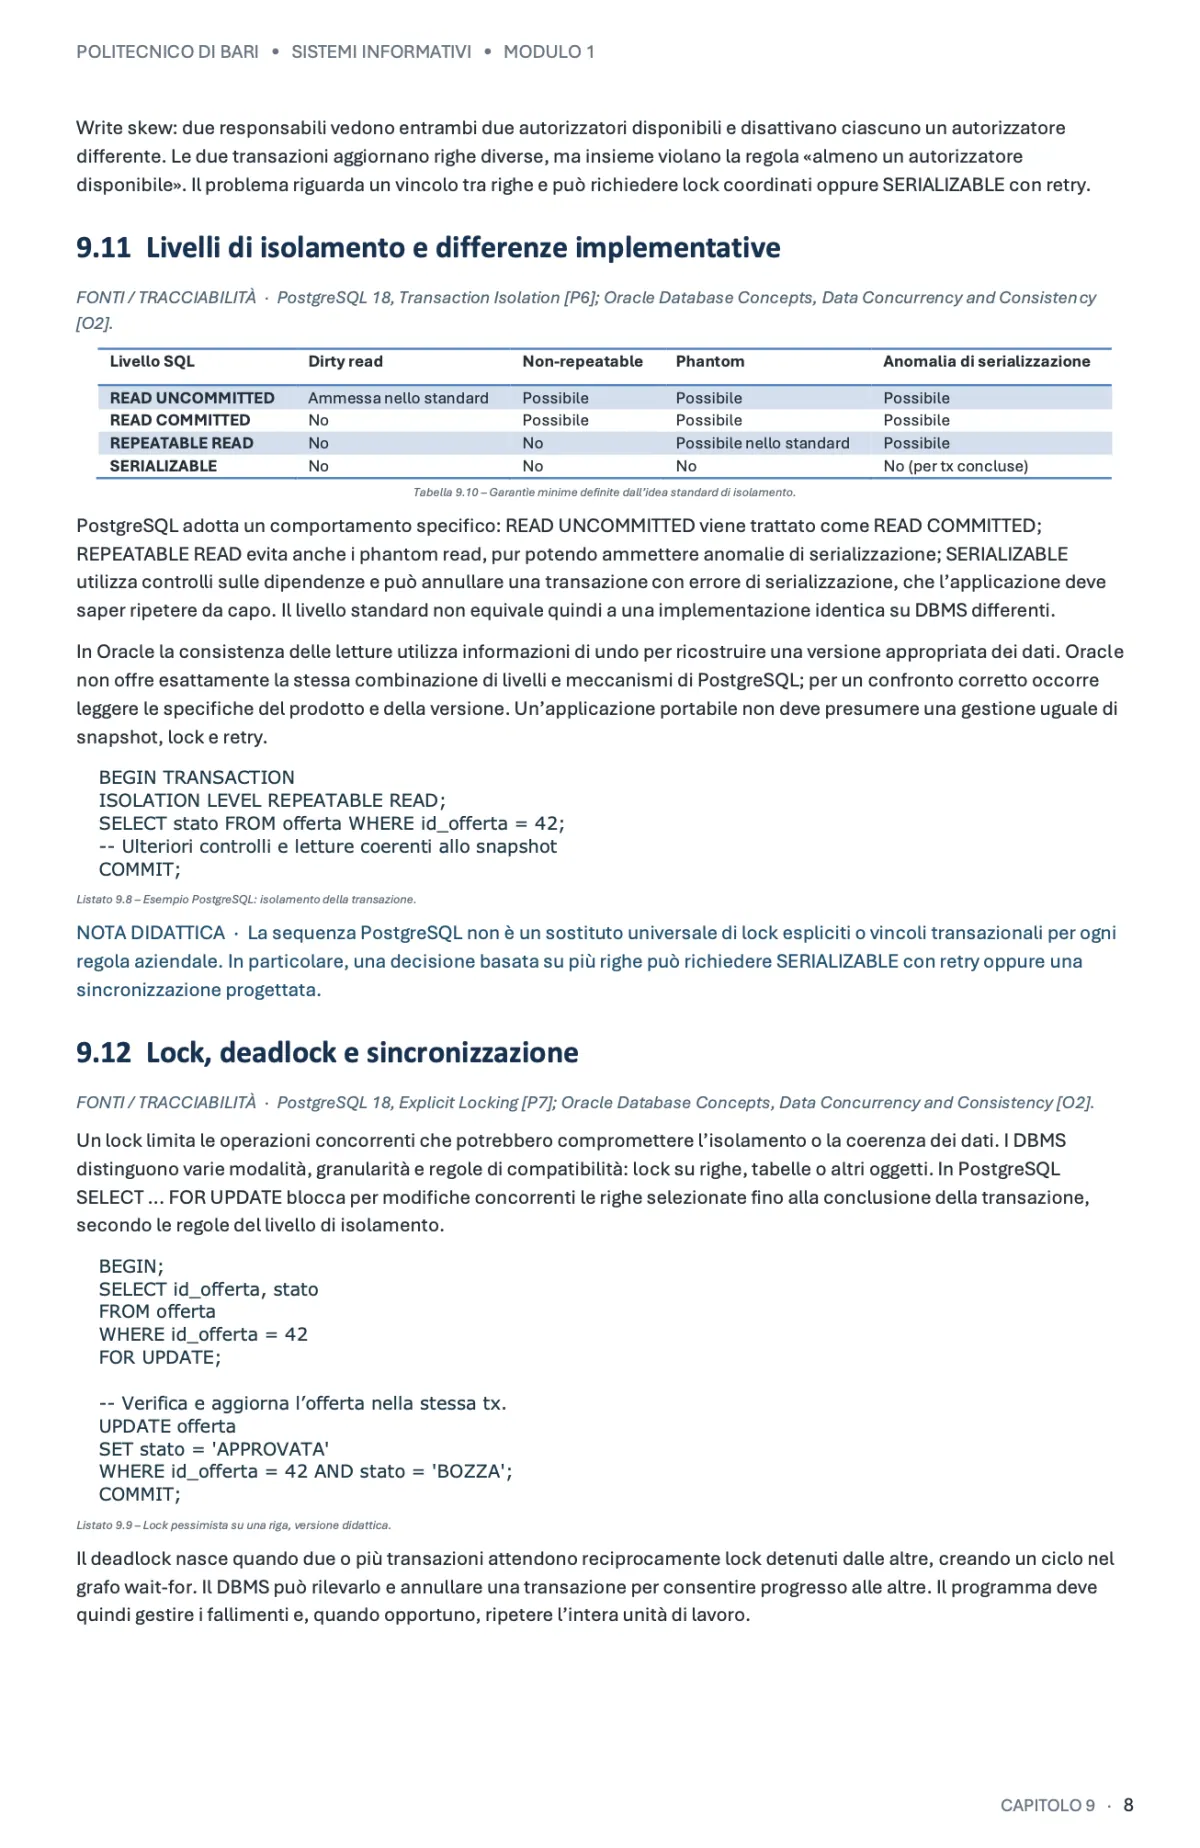 POLITECNICO DI BARI • SISTEMI INFORMATIVI • MODULO 1
Write skew: due responsabili vedono entrambi due autorizzatori disponibili e disattivano ciascuno un autorizzatore
differente. Le due transazioni aggiornano righe diverse, ma insieme violano la regola «almeno un autorizzatore
disponibile». Il problema riguarda un vincolo tra righe e può richiedere lock coordinati oppure SERIALIZABLE con retry.
9.11 Livelli di isolamento e differenze implementative
FONTI / TRACCIABILITÀ · PostgreSQL 18, Transaction Isolation [P6]; Oracle Database Concepts, Data Concurrency and Consistency
[O2].
Livello SQL Dirty read Non-repeatable Phantom Anomalia di serializzazione
READ UNCOMMITTED Ammessa nello standard Possibile Possibile Possibile
READ COMMITTED No Possibile Possibile Possibile
REPEATABLE READ No No Possibile nello standard Possibile
SERIALIZABLE No No No No (per tx concluse)
Tabella 9.10 – Garantie minime definite dall'idea standard di isolamento.
PostgreSQL adotta un comportamento specifico: READ UNCOMMITTED viene trattato come READ COMMITTED;
REPEATABLE READ evita anche i phantom read, pur potendo ammettere anomalie di serializzazione; SERIALIZABLE
utilizza controlli sulle dipendenze e può annullare una transazione con errore di serializzazione, che l'applicazione deve
saper ripetere da capo. Il livello standard non equivale quindi a una implementazione identica su DBMS differenti.
In Oracle la consistenza delle letture utilizza informazioni di undo per ricostruire una versione appropriata dei dati. Oracle
non offre esattamente la stessa combinazione di livelli e meccanismi di PostgreSQL; per un confronto corretto occorre
leggere le specifiche del prodotto e della versione. Un'applicazione portabile non deve presumere una gestione uguale di
snapshot, lock e retry.
BEGIN TRANSACTION
ISOLATION LEVEL REPEATABLE READ;
SELECT stato FROM offerta WHERE id_offerta = 42;
-- Ulteriori controlli e letture coerenti allo snapshot
COMMIT;
Listato 9.8 – Esempio PostgreSQL: isolamento della transazione.
NOTA DIDATTICA · La sequenza PostgreSQL non è un sostituto universale di lock espliciti o vincoli transazionali per ogni
regola aziendale. In particolare, una decisione basata su più righe può richiedere SERIALIZABLE con retry oppure una
sincronizzazione progettata.
9.12 Lock, deadlock e sincronizzazione
FONTI / TRACCIABILITÀ · PostgreSQL 18, Explicit Locking [P7]; Oracle Database Concepts, Data Concurrency and Consistency [O2].
Un lock limita le operazioni concorrenti che potrebbero compromettere l'isolamento o la coerenza dei dati. I DBMS
distinguono varie modalità, granularità e regole di compatibilità: lock su righe, tabelle o altri oggetti. In PostgreSQL
SELECT ... FOR UPDATE blocca per modifiche concorrenti le righe selezionate fino alla conclusione della transazione,
secondo le regole del livello di isolamento.
BEGIN;
SELECT id_offerta, stato
FROM offerta
WHERE id_offerta = 42
FOR UPDATE;
-- Verifica e aggiorna l'offerta nella stessa tx.
UPDATE offerta
SET stato = 'APPROVATA'
WHERE id_offerta = 42 AND stato = 'BOZZA';
COMMIT;
Listato 9.9 – Lock pessimista su una riga, versione didattica.
Il deadlock nasce quando due o più transazioni attendono reciprocamente lock detenuti dalle altre, creando un ciclo nel
grafo wait-for. Il DBMS può rilevarlo e annullare una transazione per consentire progresso alle altre. Il programma deve
quindi gestire i fallimenti e, quando opportuno, ripetere l'intera unità di lavoro.
CAPITOLO 9 · 8